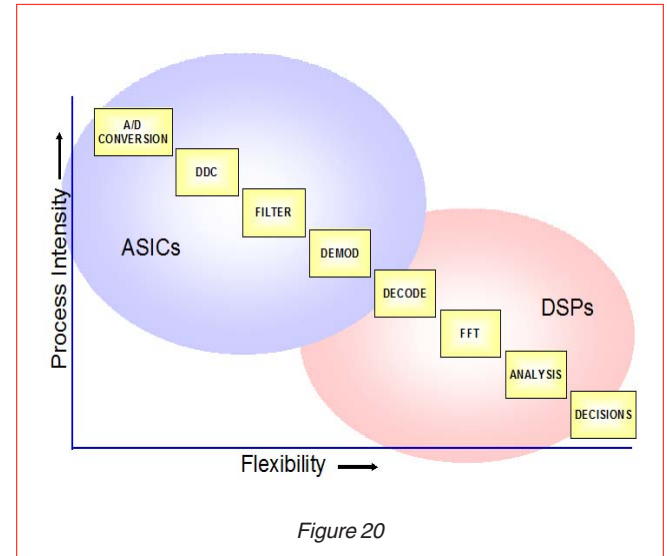 A/D
CONVERSION
DDC
FILTER
DEMOD
DECODE
FFT
ANALYSIS
DECISIONS
ASICs
DSPs
Process Intensity
Flexibility
Figure 20